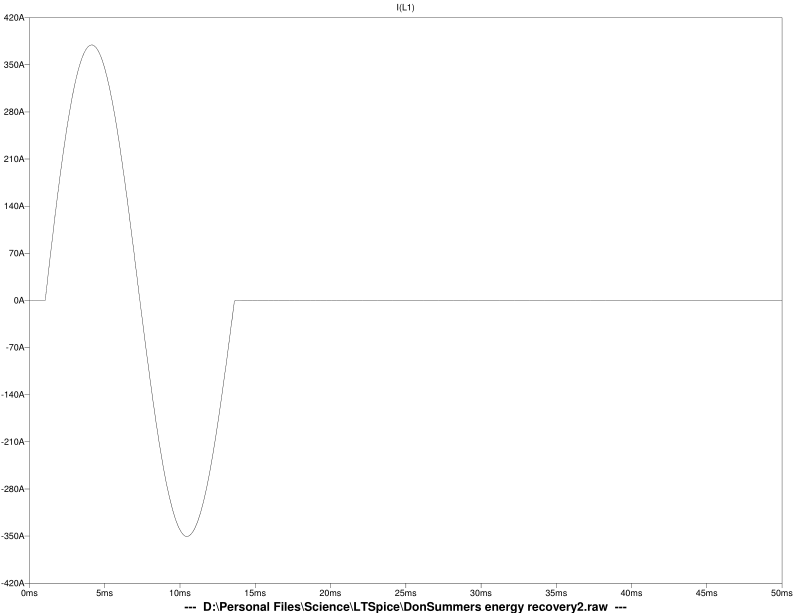 I(L1)
420A
350A
280A
210A
140A
70A
0A
-70A
-140A
-210A
-280A
-350A
-420A
0ms 5ms 10ms 15ms 20ms 25ms 30ms 35ms 40ms 45ms 50ms
--- D:\Personal Files\Science\LTSpice\DonSummers energy recovery2.raw ---